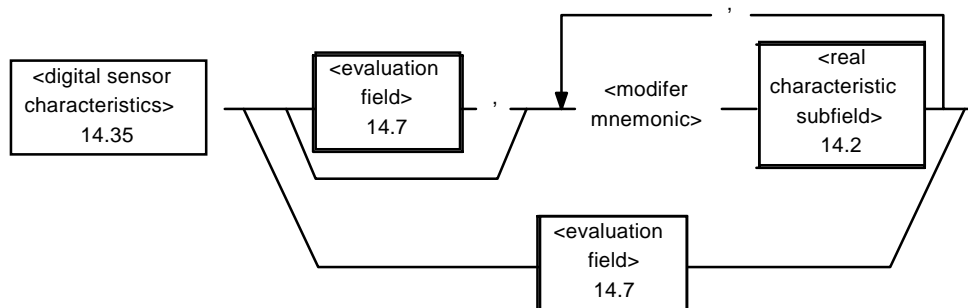 ,
<digital sensor
characteristics>
14.35
<evaluation
field>
14.7
,
<modifer
mnemonic>
<real
characteristic
subfield>
14.2
<evaluation
field>
14.7